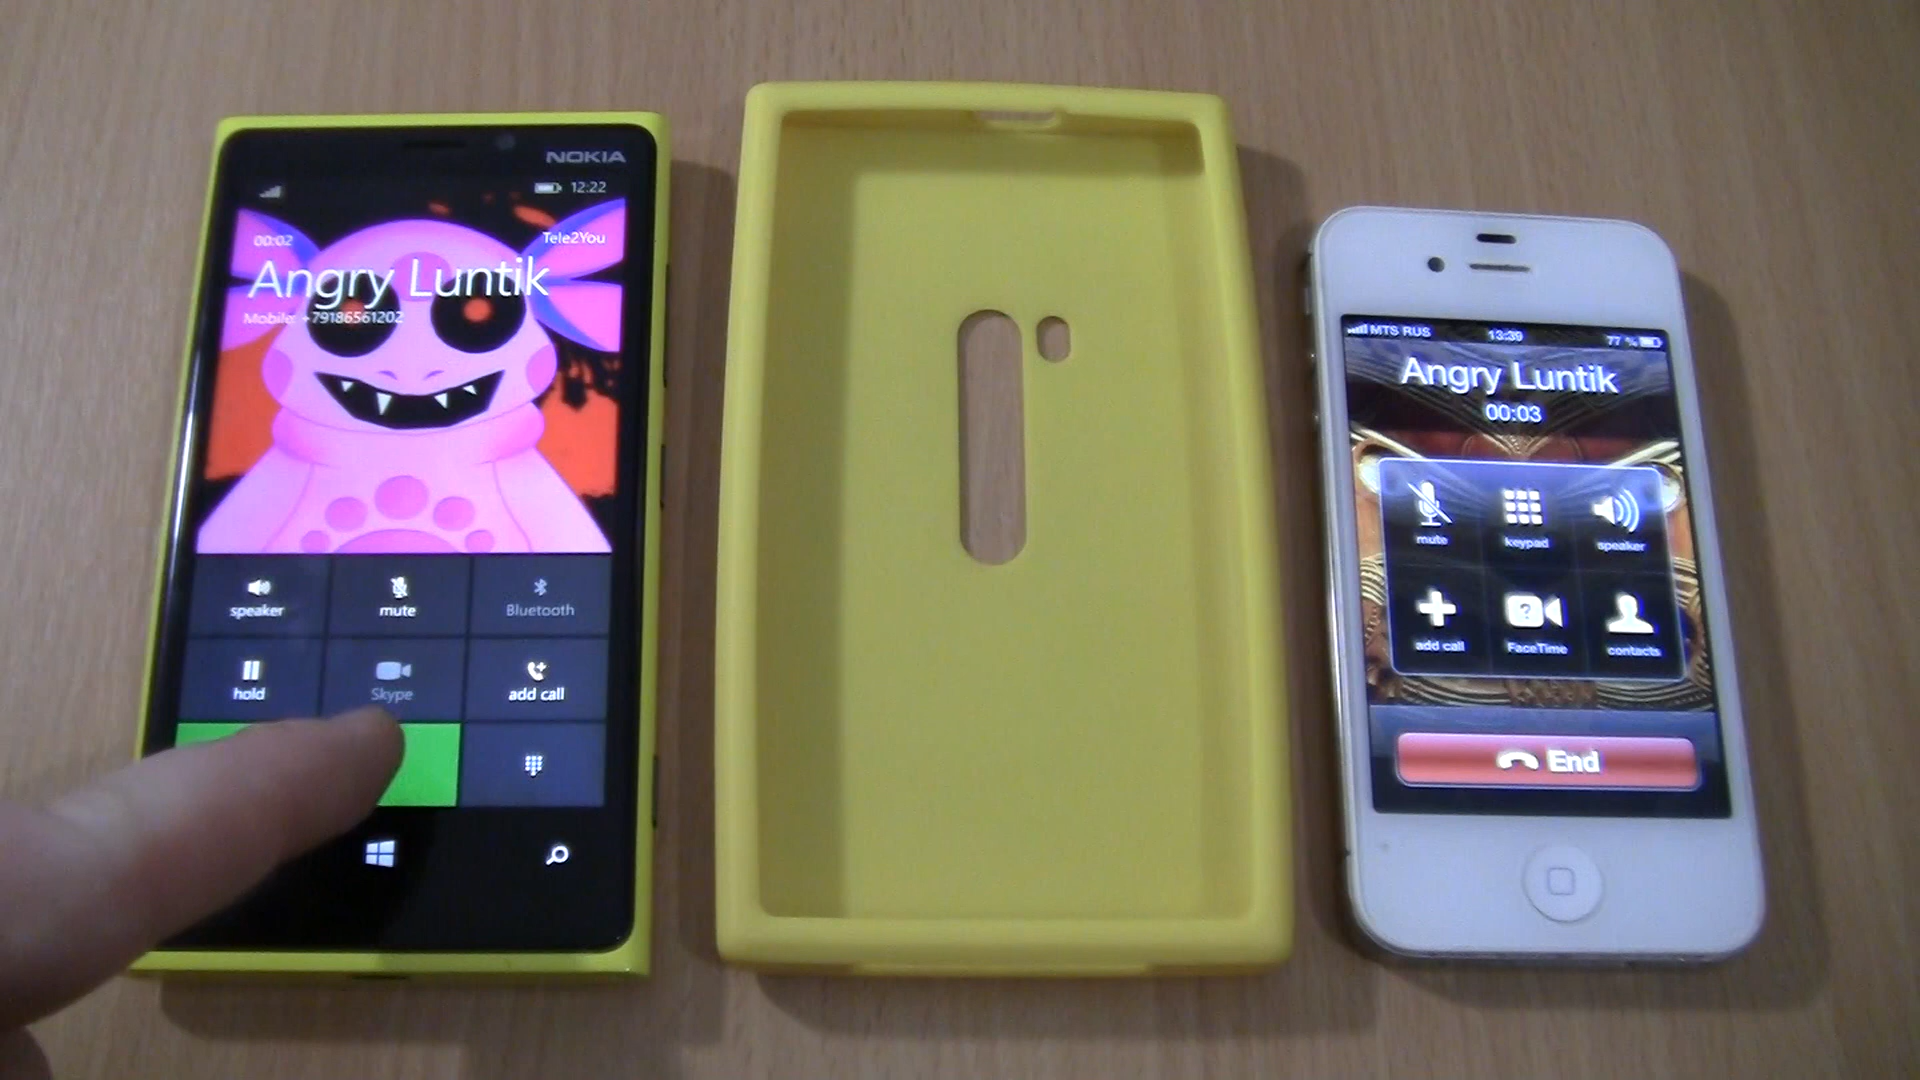 NOKIA
12:22
00:02
Tele2You
Angry Luntik
Mobile: +79186561202
speaker
mute
Bluetooth
hold
Skype
add call
MTS RUS
13:39
77 %
Angry Luntik
00:03
mute
keypad
speaker
add call
FaceTime
contacts
End